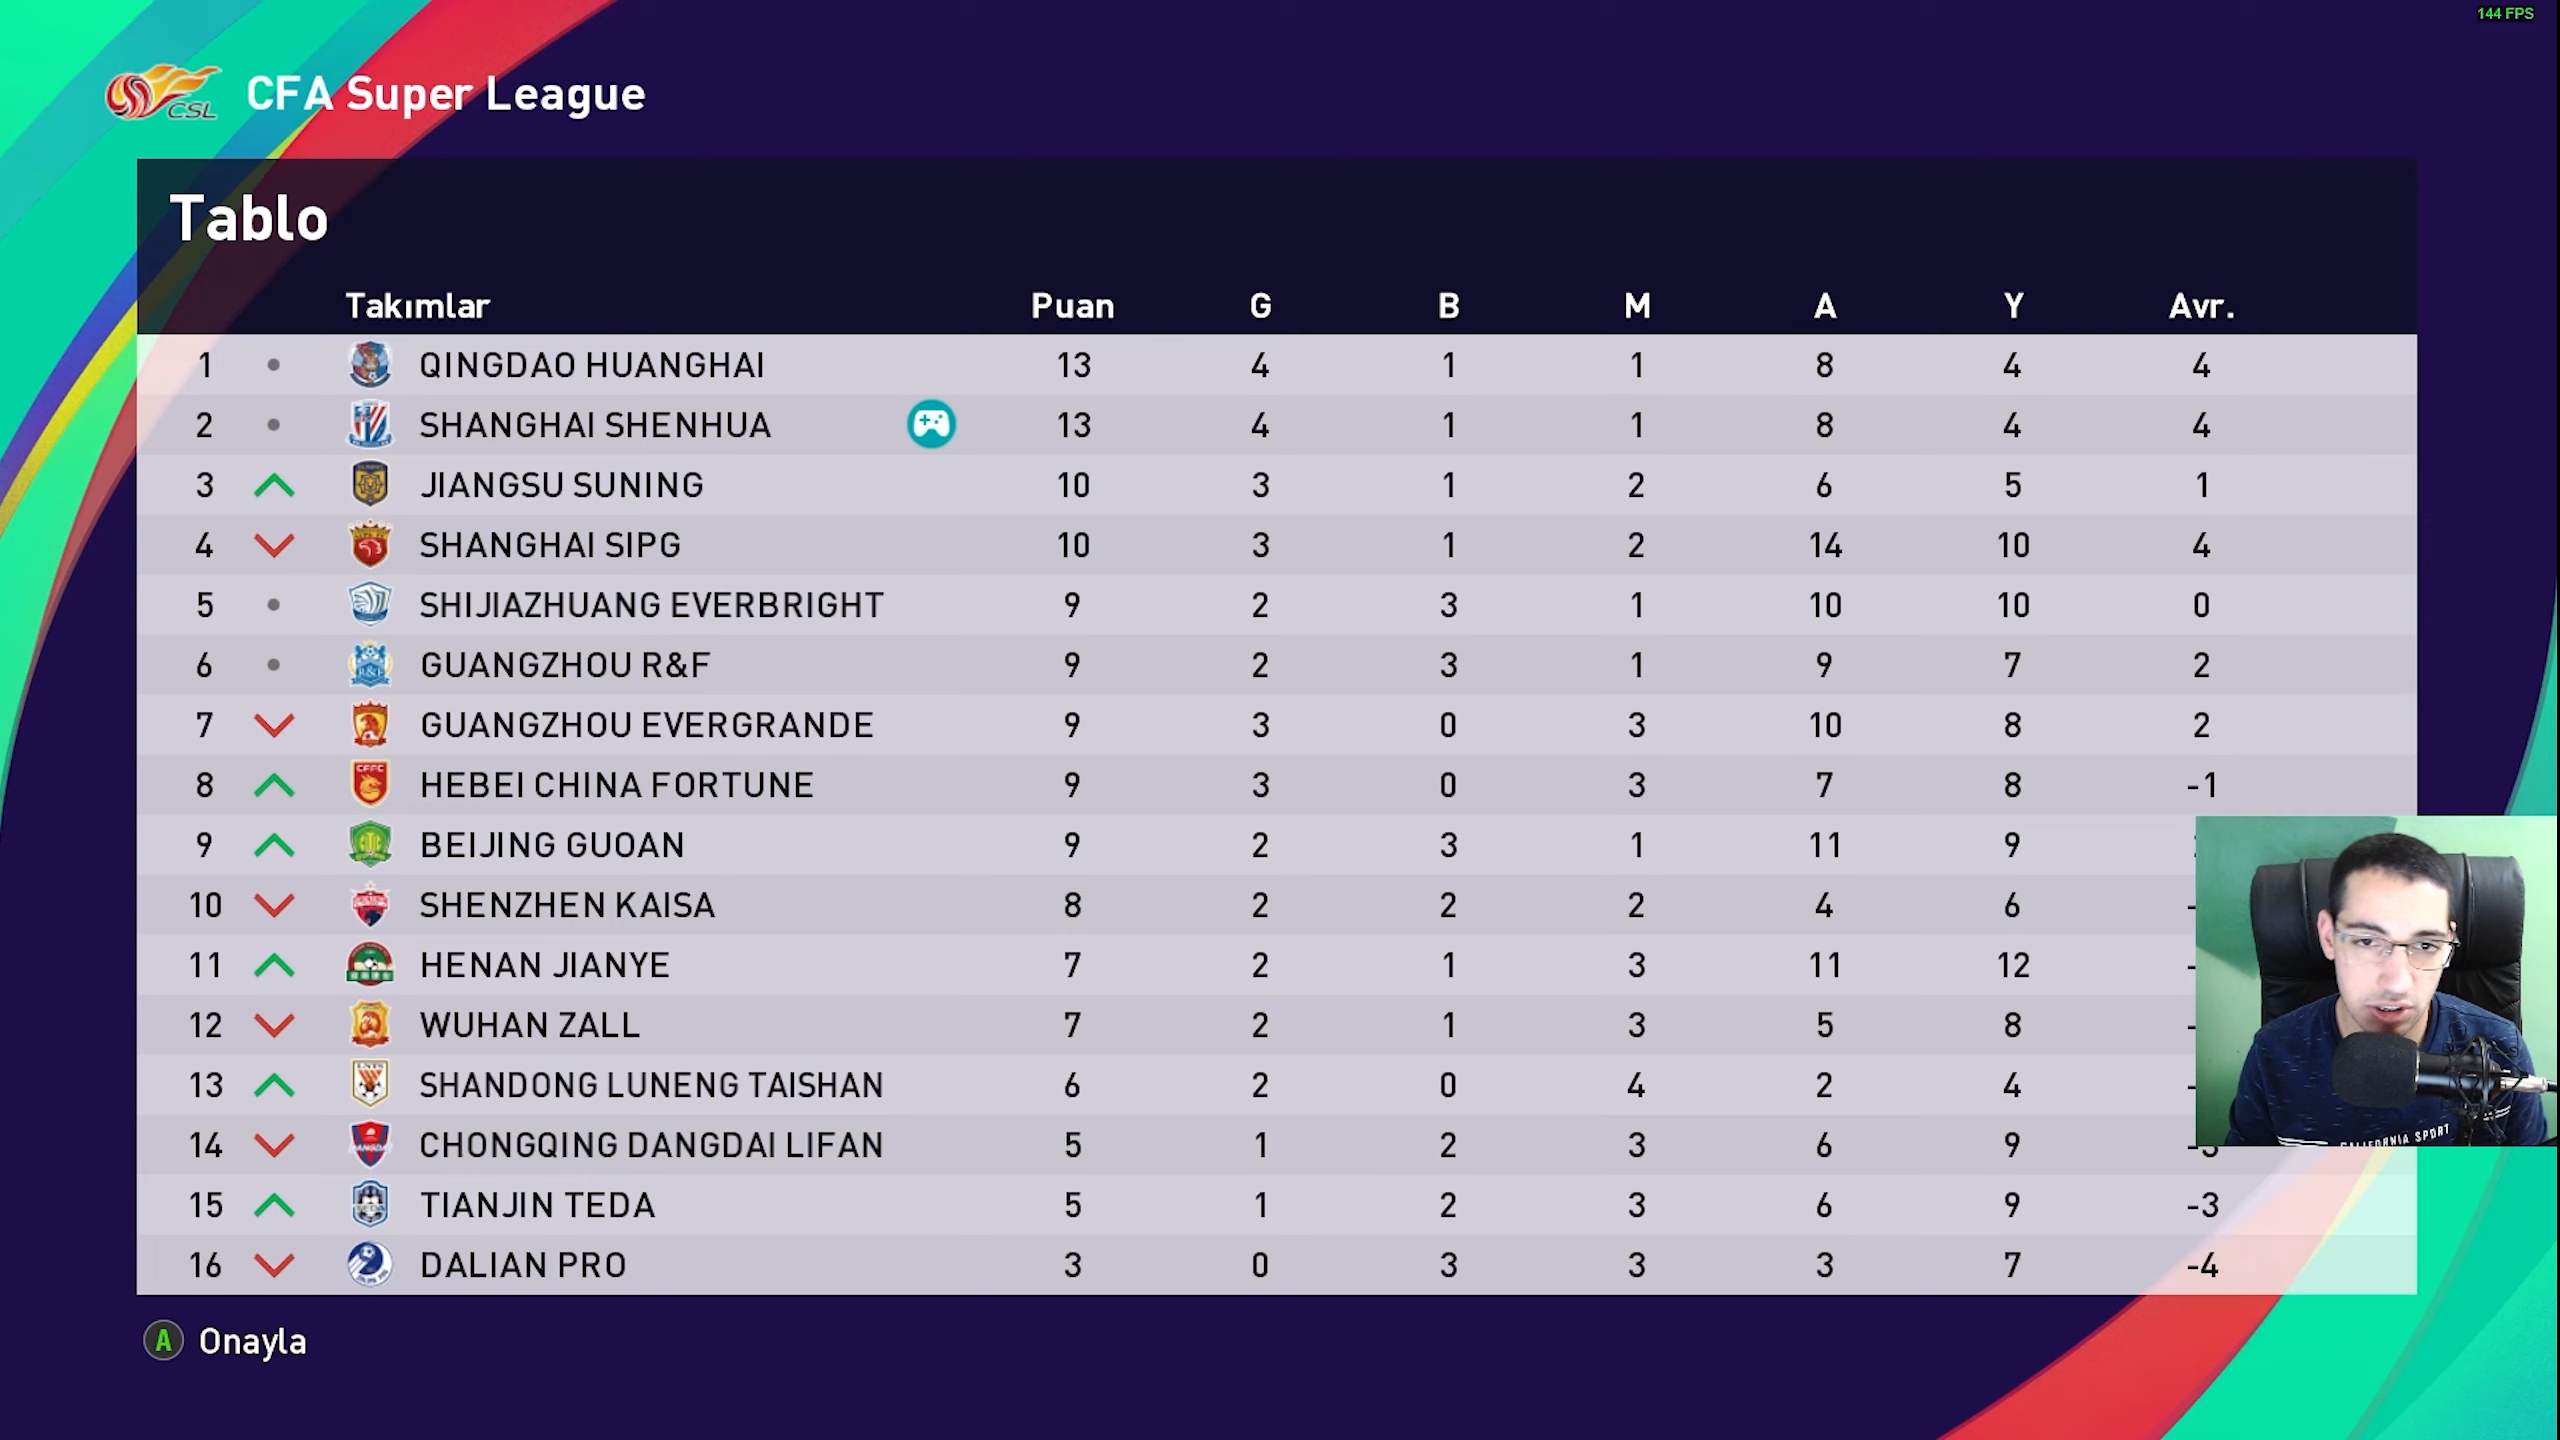 144 FPS
CSL CFA Super League
Tablo
Takımlar Puan G B M A Y Avr.
1 QINGDAO HUANGHAI 13 4 1 1 8 4 4
2 SHANGHAI SHENHUA 13 4 1 1 8 4 4
3 JIANGSU SUNING 10 3 1 2 6 5 1
4 SHANGHAI SIPG 10 3 1 2 14 10 4
5 SHIJIAZHUANG EVERBRIGHT 9 2 3 1 10 10 0
6 GUANGZHOU R&F 9 2 3 1 9 7 2
7 GUANGZHOU EVERGRANDE 9 3 0 3 10 8 2
8 HEBEI CHINA FORTUNE 9 3 0 3 7 8 -1
9 BEIJING GUOAN 9 2 3 1 11 9
10 SHENZHEN KAISA 8 2 2 2 4 6 -
11 HENAN JIANYE 7 2 1 3 11 12 -
12 WUHAN ZALL 7 2 1 3 5 8 -
13 SHANDONG LUNENG TAISHAN 6 2 0 4 2 4 -
14 CHONGQING DANGDAI LIFAN 5 1 2 3 6 9 -3
15 TIANJIN TEDA 5 1 2 3 6 9 -3
16 DALIAN PRO 3 0 3 3 3 7 -4
CALIFORNIA SPORT
A Onayla